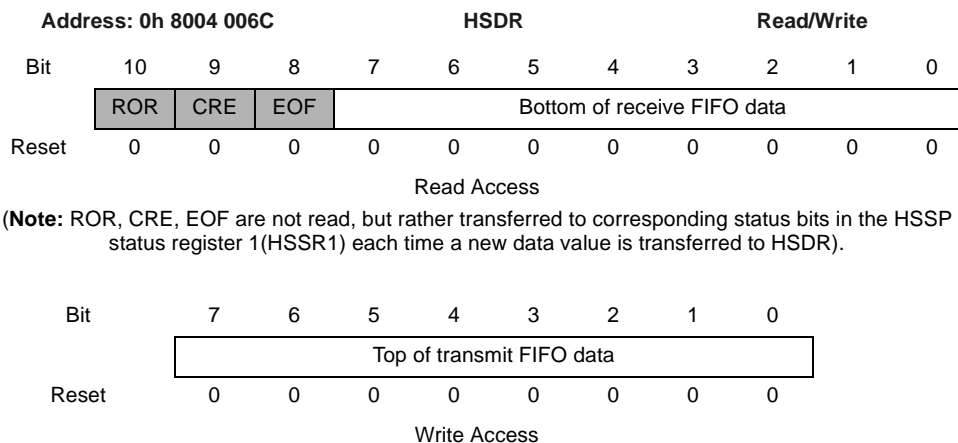 Address: 0h 8004 006C HSDR Read/Write
Bit 10 9 8 7 6 5 4 3 2 1 0
ROR CRE EOF Bottom of receive FIFO data
Reset 0 0 0 0 0 0 0 0 0 0 0
Read Access
(Note: ROR, CRE, EOF are not read, but rather transferred to corresponding status bits in the HSSP
status register 1(HSSR1) each time a new data value is transferred to HSDR).
Bit 7 6 5 4 3 2 1 0
Top of transmit FIFO data
Reset 0 0 0 0 0 0 0 0
Write Access